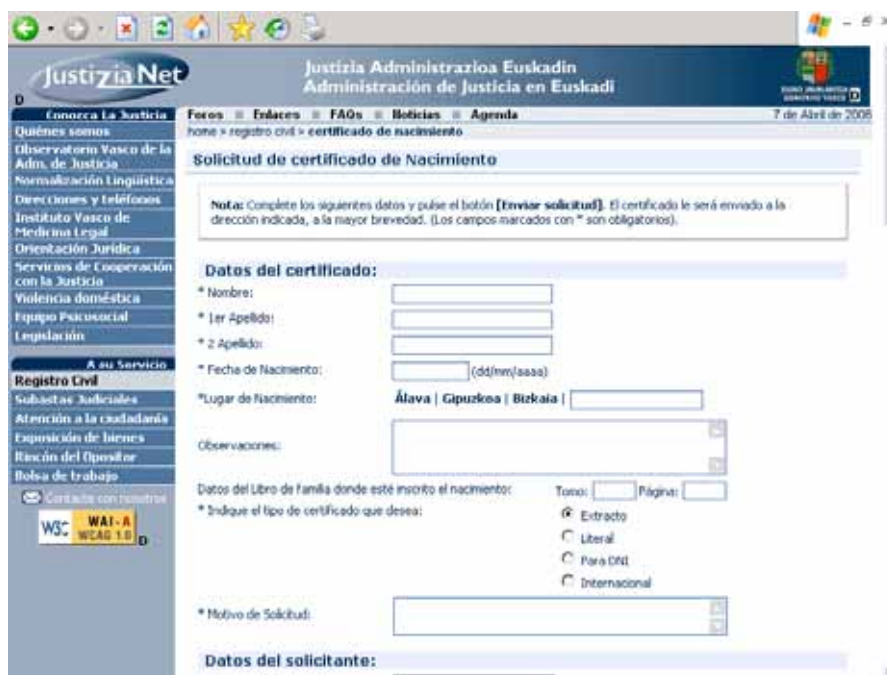 JustiziaNet
Justizia Administrazioa Euskadin
Administración de Justicia en Euskadi
D
D
Conozca La Justicia
Foros Enlaces FAQs Noticias Agenda
7 de Abril de 2006
Quiénes somos
home > registro civil > certificado de nacimiento
Observatorio Vasco de la
Adm. de Justicia
Solicitud de certificado de Nacimiento
Normalización Lingüística
Direcciones y teléfonos
Instituto Vasco de
Medicina Legal
Orientación Jurídica
Servicios de Cooperación
con la Justicia
Violencia doméstica
Equipo Psicosocial
Legislación
A su Servicio
Registro Civil
Subastas Judiciales
Atención a la ciudadanía
Exposición de bienes
Rincón del Opositor
Bolsa de trabajo
Contacte con nosotros
W3C WAI-A
WCAG 1.0
D
Nota: Complete los siguientes datos y pulse el botón [Enviar solicitud]. El certificado le será enviado a la
dirección indicada, a la mayor brevedad. (Los campos marcados con * son obligatorios).
Datos del certificado:
* Nombre:
* 1er Apellido:
* 2 Apellido:
* Fecha de Nacimiento: (dd/mm/aaaa)
*Lugar de Nacimiento: Álava | Gipuzkoa | Bizkaia |
Observaciones:
Datos del Libro de familia donde esté inscrito el nacimiento: Tomo: Página:
* Indique el tipo de certificado que desea: Extracto
Literal
Para DNI
Internacional
* Motivo de Solicitud:
Datos del solicitante: